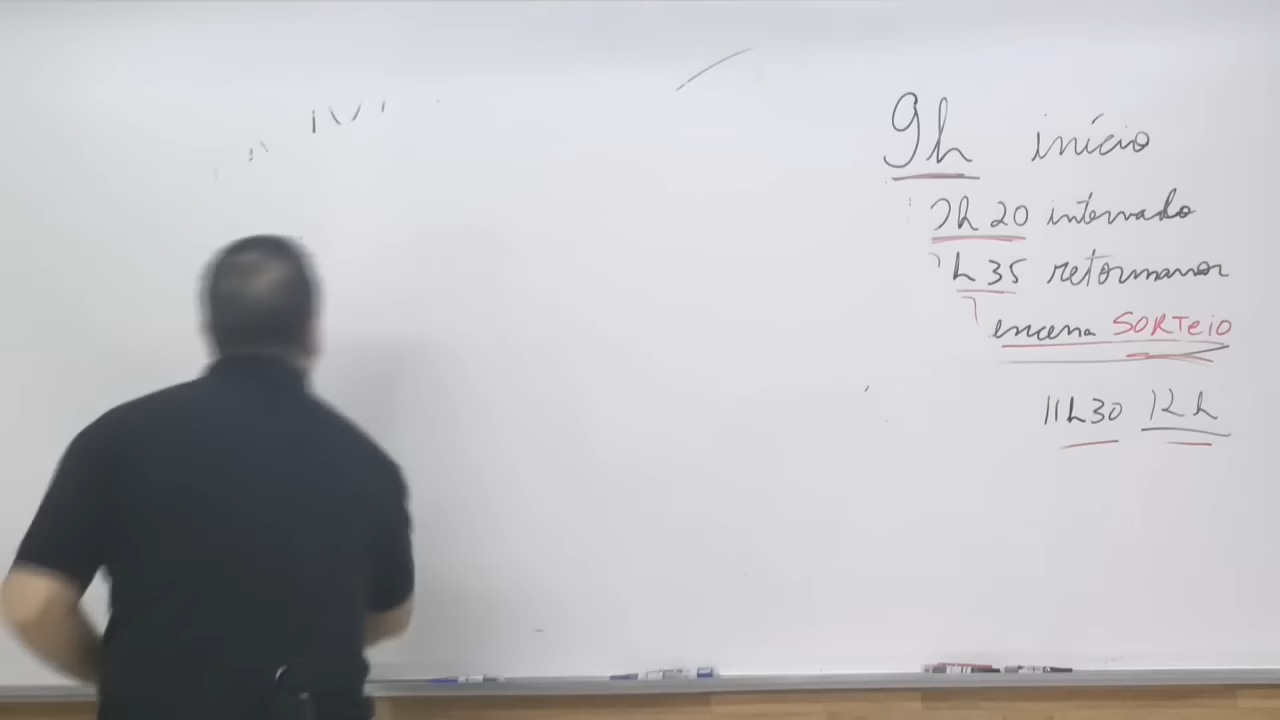 9h início
h 20 intervalo
h 35 retornamos
encerra SORTEIO
11h30 12h